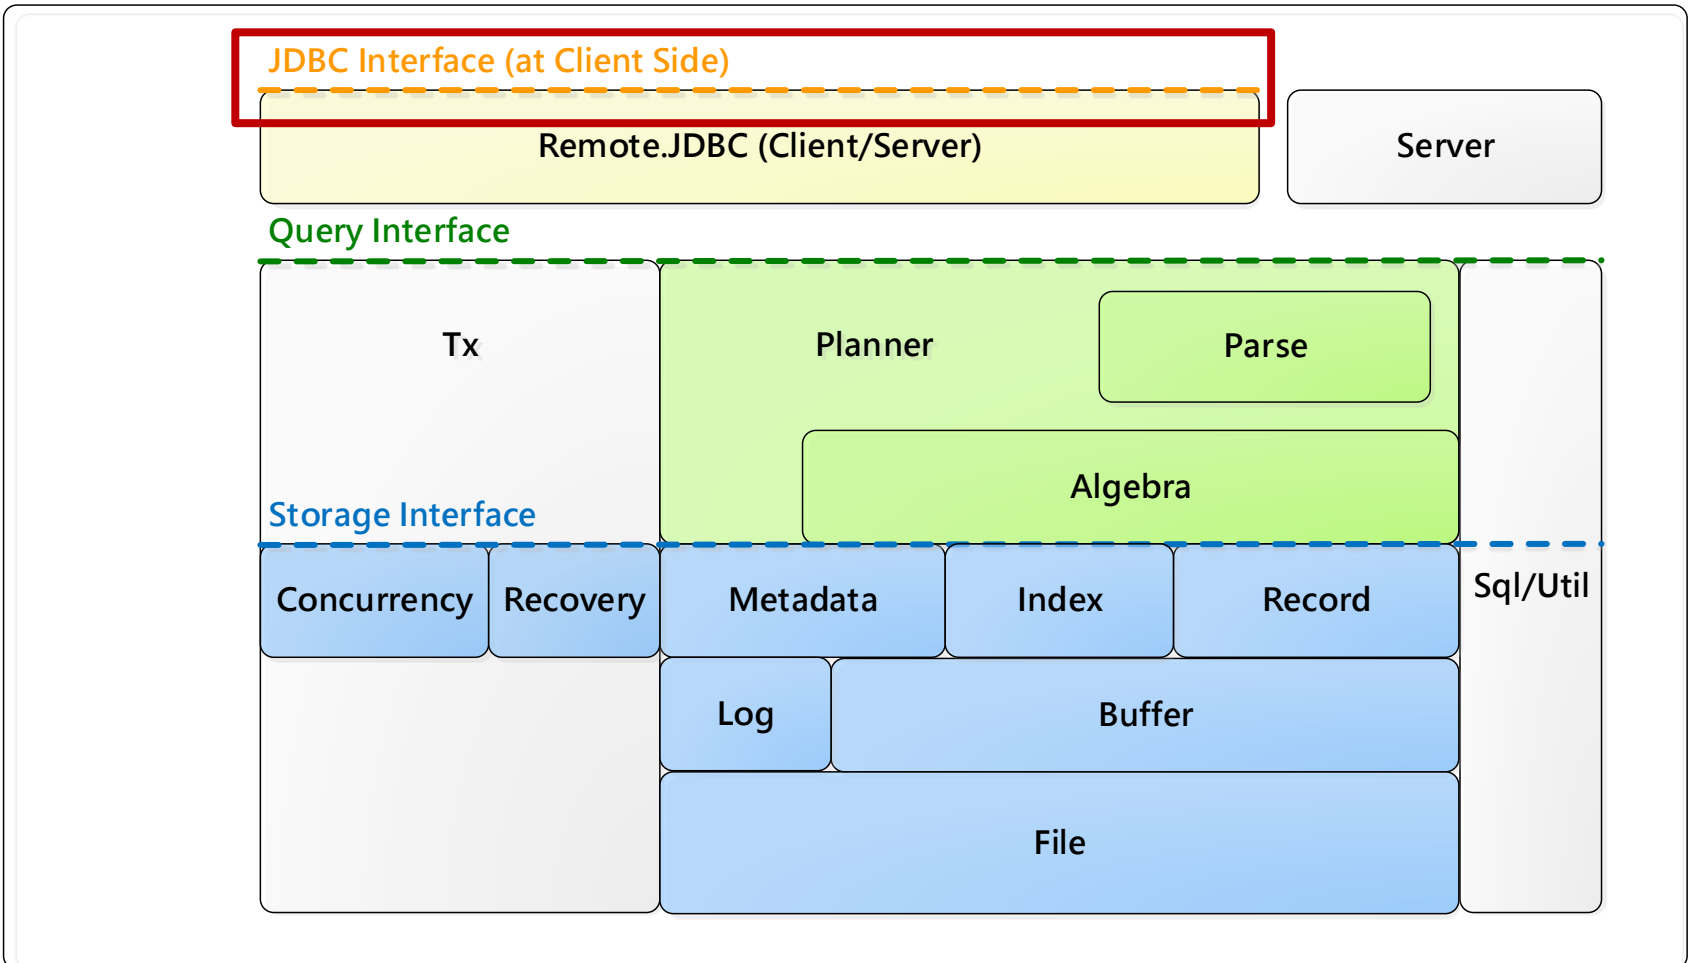 JDBC Interface (at Client Side)
Remote.JDBC (Client/Server)
Server
Query Interface
Tx
Planner
Parse
Algebra
Storage Interface
Concurrency
Recovery
Metadata
Index
Record
Sql/Util
Log
Buffer
File